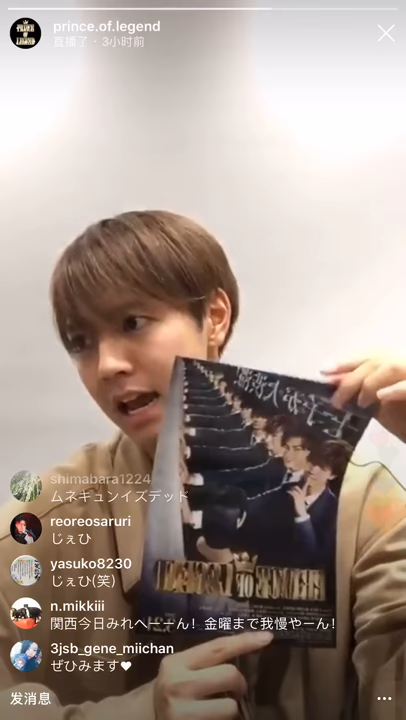 prince.of.legend
直播了・3小时前
shimabara1224
ムネキュンイズデッド
reoreosaruri
じぇひ
yasuko8230
じぇひ(笑)
n.mikkiii
関西今日みれへーーん！金曜まで我慢やーん！
3jsb_gene_miichan
ぜひみます♥
发消息